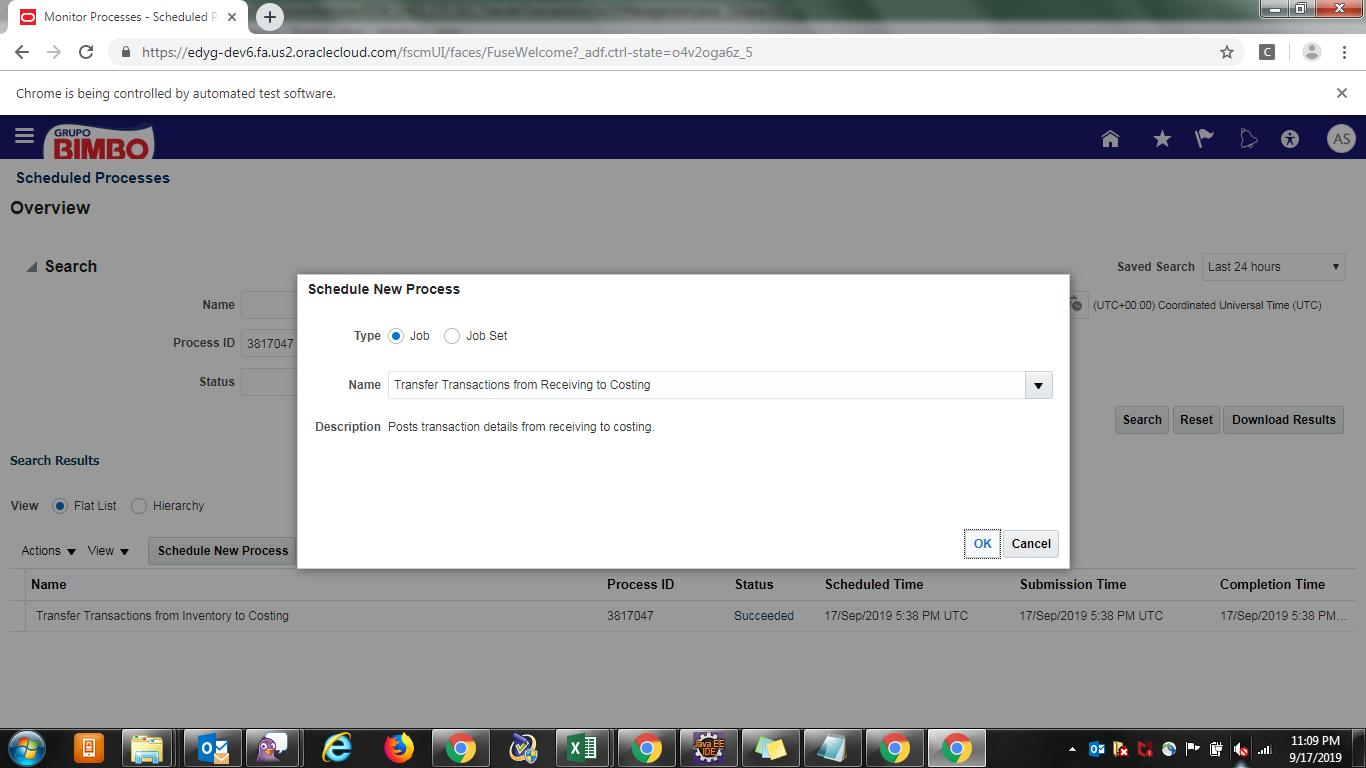 Monitor Processes - Scheduled P
https://edyg-dev6.fa.us2.oraclecloud.com/fscmUI/faces/FuseWelcome?_adf.ctrl-state=o4v2oga6z_5
C
Chrome is being controlled by automated test software.
GRUPO
BIMBO
AS
Scheduled Processes
Overview
Search
Saved Search Last 24 hours
Name
(UTC+00:00) Coordinated Universal Time (UTC)
Process ID 3817047
Status
Schedule New Process
Type Job Job Set
Name Transfer Transactions from Receiving to Costing
Description Posts transaction details from receiving to costing.
OK Cancel
Search Reset Download Results
Search Results
View Flat List Hierarchy
Actions View Schedule New Process
Name Process ID Status Scheduled Time Submission Time Completion Time
Transfer Transactions from Inventory to Costing 3817047 Succeeded 17/Sep/2019 5:38 PM UTC 17/Sep/2019 5:38 PM UTC 17/Sep/2019 5:38 PM...
Java EE
IDE
11:09 PM
9/17/2019